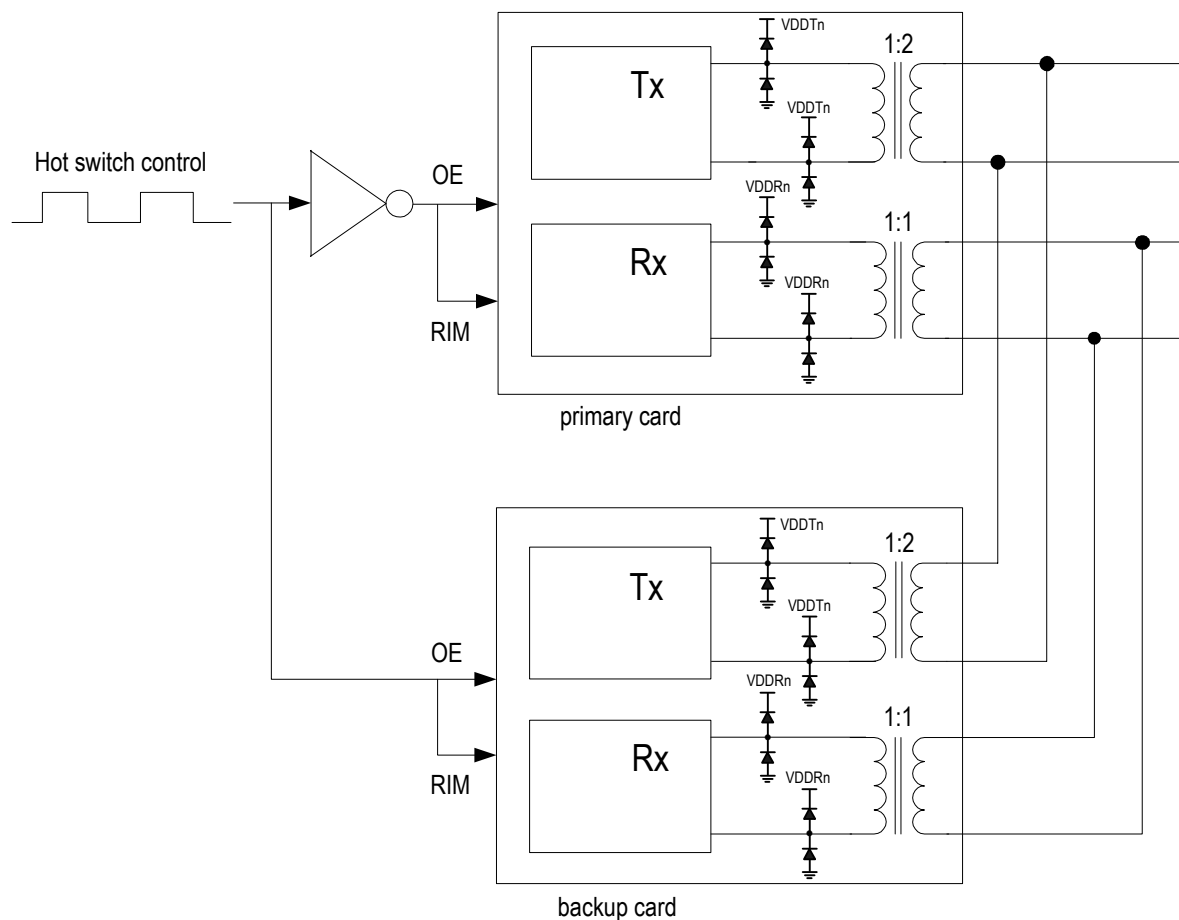 VDDTn
1:2
Tx
VDDTn
Hot switch control
OE
VDDRn
1:1
Rx
VDDRn
RIM
primary card
VDDTn
1:2
Tx
VDDTn
OE
VDDRn
1:1
Rx
VDDRn
RIM
backup card